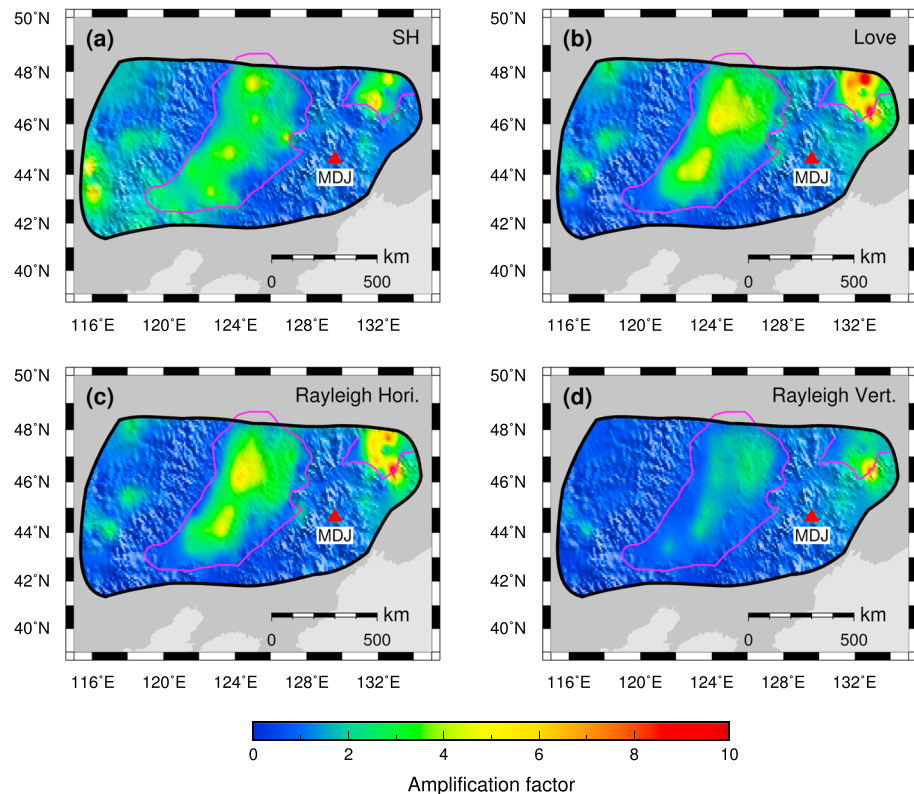 50˚N
(a)
SH
48˚N
46˚N
44˚N
MDJ
42˚N
km
40˚N
0
500
116˚E
120˚E
124˚E
128˚E
132˚E
50˚N
(b)
Love
48˚N
46˚N
44˚N
MDJ
42˚N
km
40˚N
0
500
116˚E
120˚E
124˚E
128˚E
132˚E
50˚N
(c)
Rayleigh Hori.
48˚N
46˚N
44˚N
MDJ
42˚N
km
40˚N
0
500
116˚E
120˚E
124˚E
128˚E
132˚E
50˚N
(d)
Rayleigh Vert.
48˚N
46˚N
44˚N
MDJ
42˚N
km
40˚N
0
500
116˚E
120˚E
124˚E
128˚E
132˚E
0
2
4
6
8
10
Amplification factor